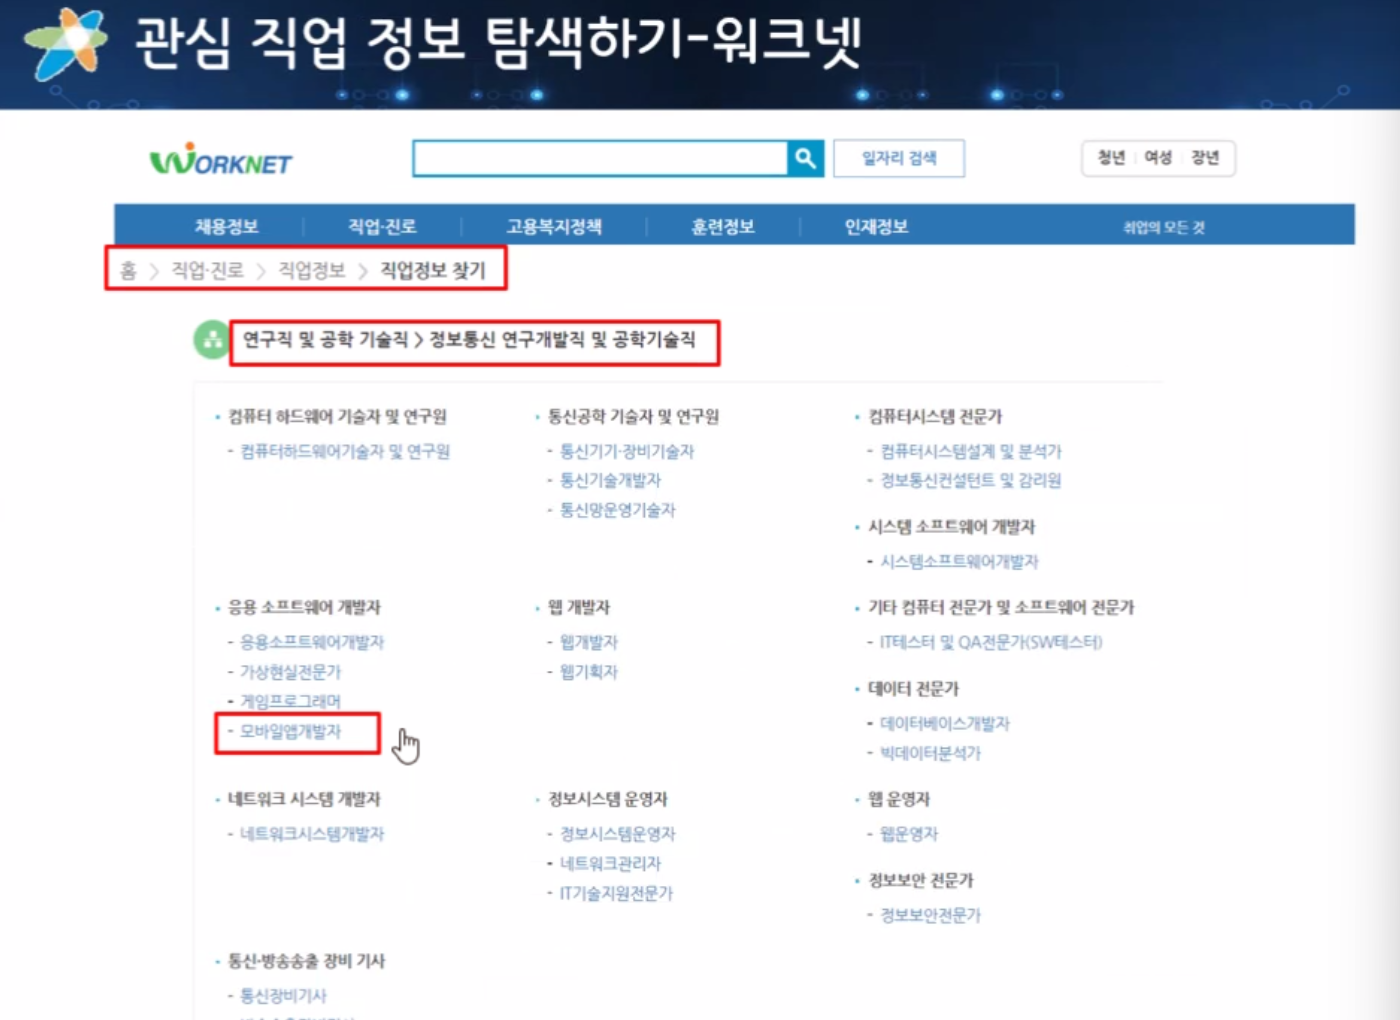 관심 직업 정보 탐색하기-워크넷
WORKNET
일자리 검색
청년 여성 장년
채용정보 직업·진로 고용복지정책 훈련정보 인재정보 취업의 모든 것
홈 > 직업·진로 > 직업정보 > 직업정보 찾기
연구직 및 공학 기술직 > 정보통신 연구개발직 및 공학기술직
컴퓨터 하드웨어 기술자 및 연구원
- 컴퓨터하드웨어기술자 및 연구원
통신공학 기술자 및 연구원
- 통신기기·장비기술자
- 통신기술개발자
- 통신망운영기술자
컴퓨터시스템 전문가
- 컴퓨터시스템설계 및 분석가
- 정보통신컨설턴트 및 감리원
시스템 소프트웨어 개발자
- 시스템소프트웨어개발자
응용 소프트웨어 개발자
- 응용소프트웨어개발자
- 가상현실전문가
- 게임프로그래머
- 모바일앱개발자
웹 개발자
- 웹개발자
- 웹기획자
기타 컴퓨터 전문가 및 소프트웨어 전문가
- IT테스터 및 QA전문가(SW테스터)
데이터 전문가
- 데이터베이스개발자
- 빅데이터분석가
네트워크 시스템 개발자
- 네트워크시스템개발자
정보시스템 운영자
- 정보시스템운영자
- 네트워크관리자
- IT기술지원전문가
웹 운영자
- 웹운영자
정보보안 전문가
- 정보보안전문가
통신·방송송출 장비 기사
- 통신장비기사